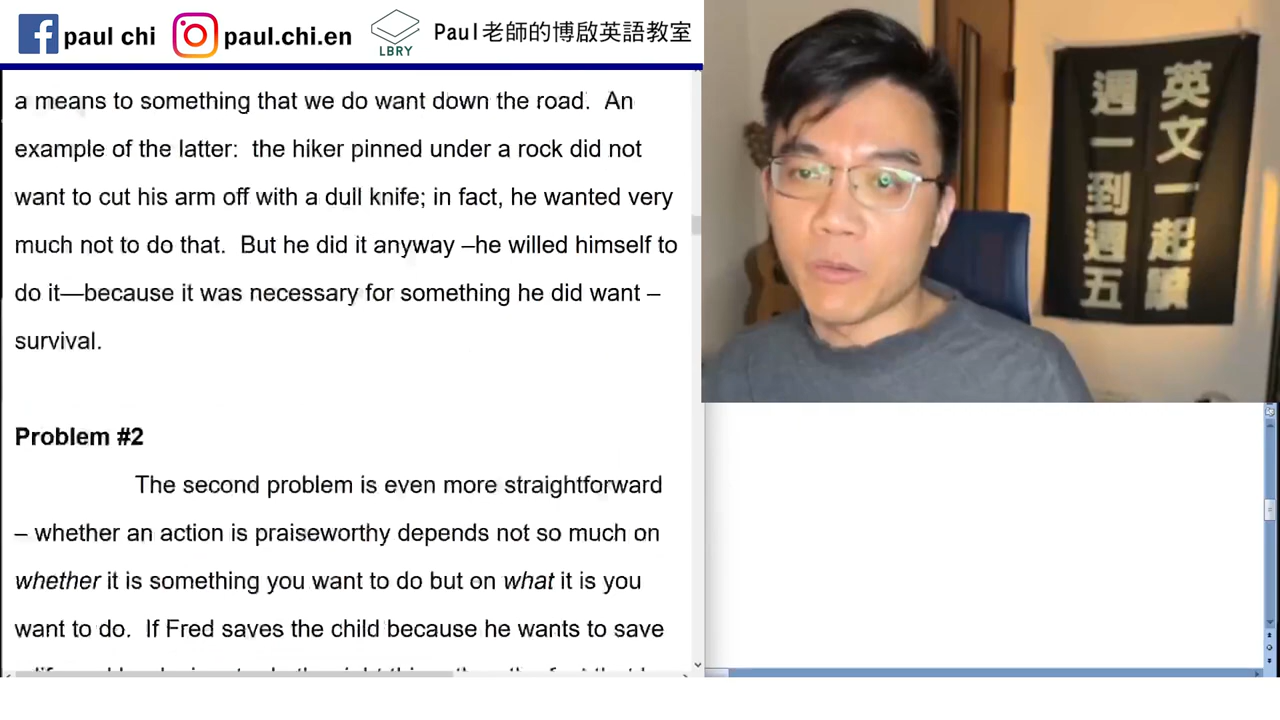 paul chi
paul.chi.en
LBRY
Paul老師的博啟英語教室
a means to something that we do want down the road. An
example of the latter: the hiker pinned under a rock did not
want to cut his arm off with a dull knife; in fact, he wanted very
much not to do that. But he did it anyway –he willed himself to
do it—because it was necessary for something he did want –
survival.
Problem #2
The second problem is even more straightforward
– whether an action is praiseworthy depends not so much on
whether it is something you want to do but on what it is you
want to do. If Fred saves the child because he wants to save
英文一起讀
週一到週五